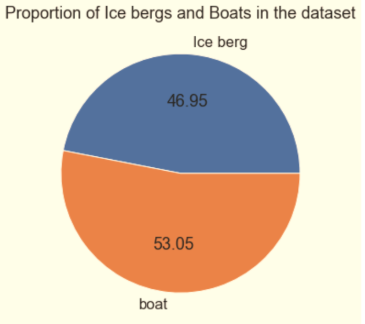 Proportion of Ice bergs and Boats in the dataset
Ice berg
46.95
53.05
boat